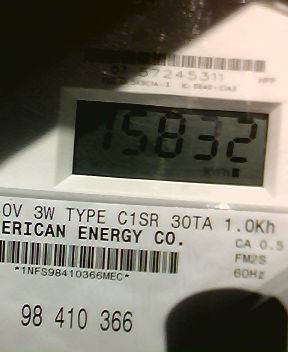 57245311
15832
0V 3W TYPE C1SR 30TA 1.0Kh
ERICAN ENERGY CO.
CA 0.5
*1NFS98410366MEC*
FM2S
60Hz
98 410 366